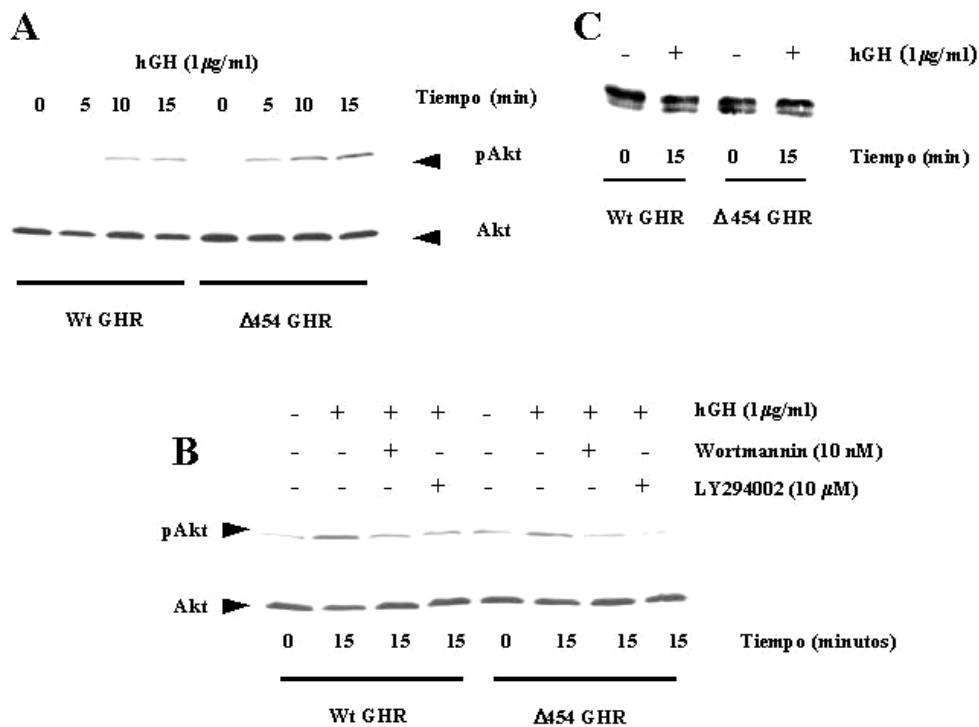 A
hGH (1µg/ml)
0 5 10 15 0 5 10 15 Tiempo (min)
pAkt
Akt
Wt GHR Δ454 GHR
C
- + - + hGH (1µg/ml)
0 15 0 15 Tiempo (min)
Wt GHR Δ 454 GHR
B
- + + + - + + + hGH (1µg/ml)
- - + - - - + - Wortmannin (10 nM)
- - - + - - - + LY294002 (10 µM)
pAkt
Akt
0 15 15 15 0 15 15 15 Tiempo (minutos)
Wt GHR Δ454 GHR